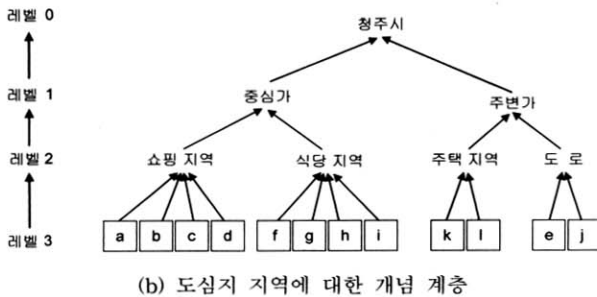 레벨 0
청주시
레벨 1
중심가
주변가
레벨 2
쇼핑 지역
식당 지역
주택 지역
도 로
레벨 3
a b c d f g h i k l e j
(b) 도심지 지역에 대한 개념 계층